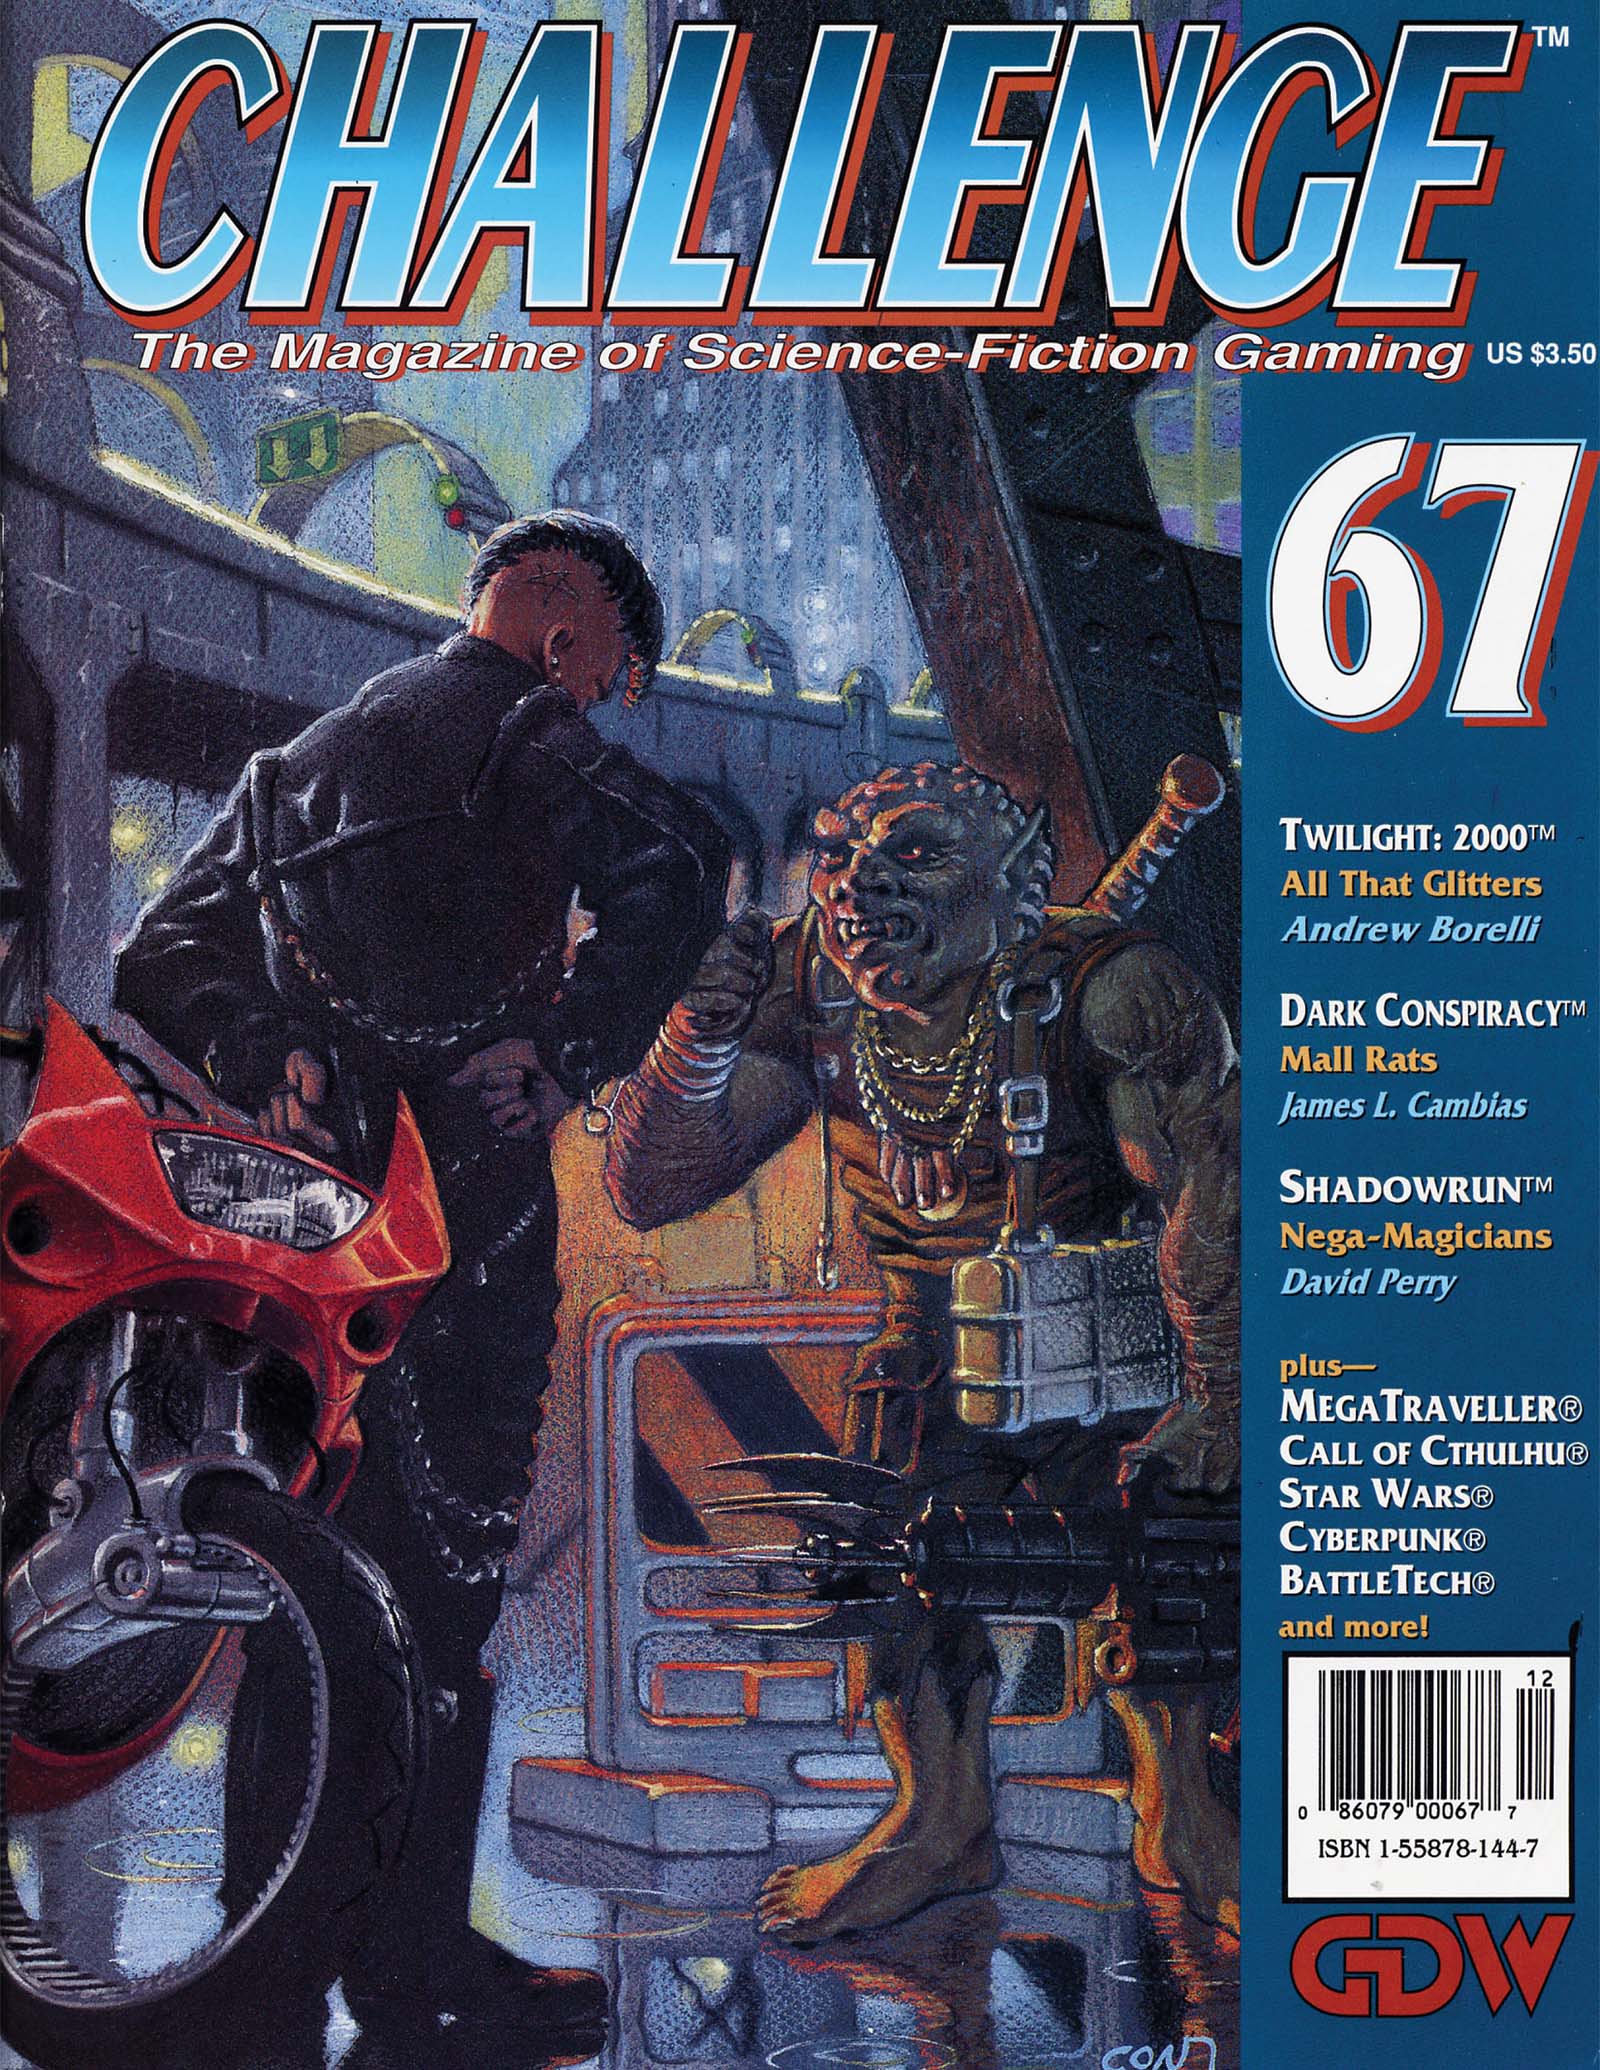 CHALLENGE™
The Magazine of Science-Fiction Gaming
US $3.50
67
TWILIGHT: 2000™
All That Glitters
Andrew Borelli
DARK CONSPIRACY™
Mall Rats
James L. Cambias
SHADOWRUN™
Nega-Magicians
David Perry
plus—
MEGATRAVELLER®
CALL OF CTHULHU®
STAR WARS®
CYBERPUNK®
BATTLETECH®
and more!
12
0 86079 00067 7
ISBN 1-55878-144-7
GDW